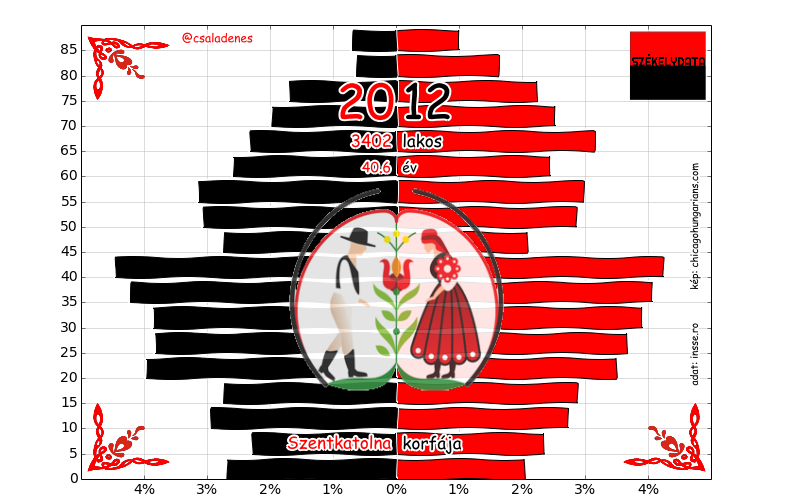 @csaladenes
SZÉKELYDATA
2012
3402 lakos
40.6 év
kép: chicagohungarians.com
adat: insse.ro
Szentkatolna korfája
85
80
75
70
65
60
55
50
45
40
35
30
25
20
15
10
5
0
4% 3% 2% 1% 0% 1% 2% 3% 4%